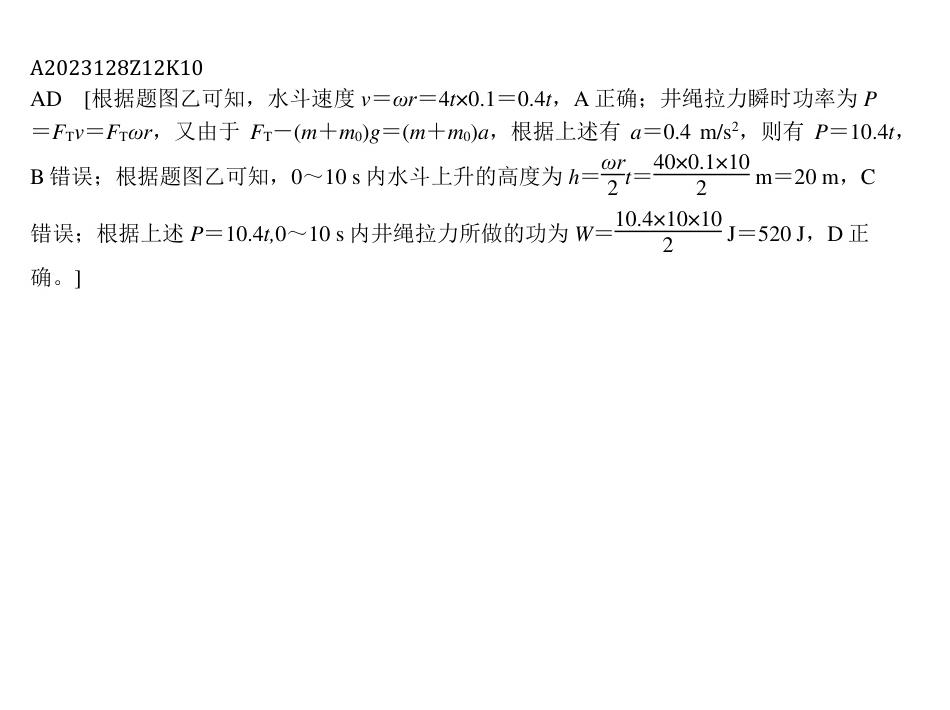 A2023128Z12K10
AD [根据题图乙可知，水斗速度 v＝ωr＝4t×0.1＝0.4t，A 正确；井绳拉力瞬时功率为 P
＝F_Tv＝F_Tωr，又由于 F_T－(m＋m₀)g＝(m＋m₀)a，根据上述有 a＝0.4 m/s²，则有 P＝10.4t，
B 错误；根据题图乙可知，0～10 s 内水斗上升的高度为 h＝ωr/2 t＝40×0.1×10/2 m＝20 m，C
错误；根据上述 P＝10.4t,0～10 s 内井绳拉力所做的功为 W＝10.4×10×10/2 J＝520 J，D 正
确。]